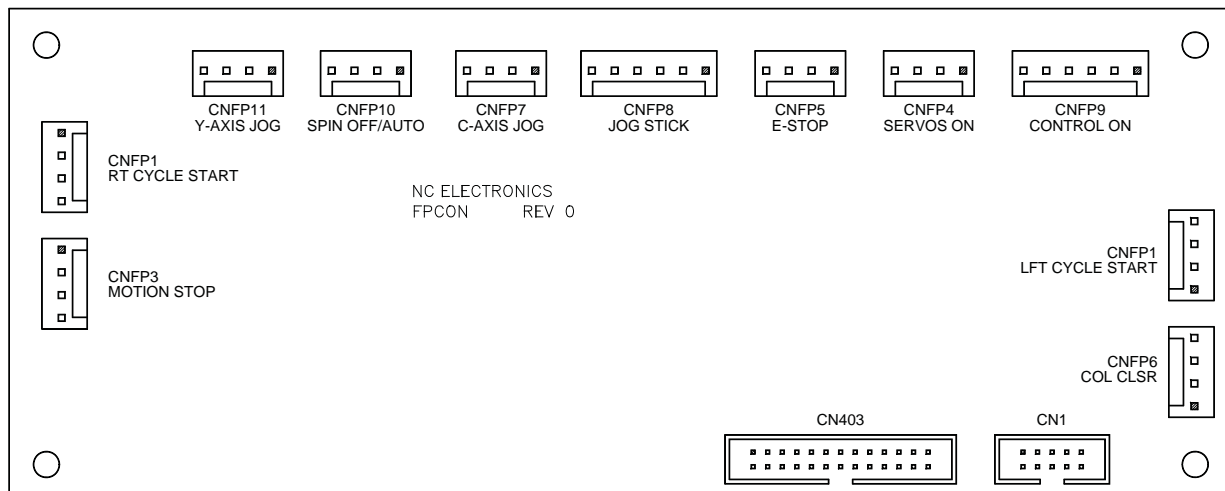 CNFP11
Y-AXIS JOG
CNFP10
SPIN OFF/AUTO
CNFP7
C-AXIS JOG
CNFP8
JOG STICK
CNFP5
E-STOP
CNFP4
SERVOS ON
CNFP9
CONTROL ON
CNFP1
RT CYCLE START
NC ELECTRONICS
FPCON REV 0
CNFP3
MOTION STOP
CNFP1
LFT CYCLE START
CNFP6
COL CLSR
CN403
CN1